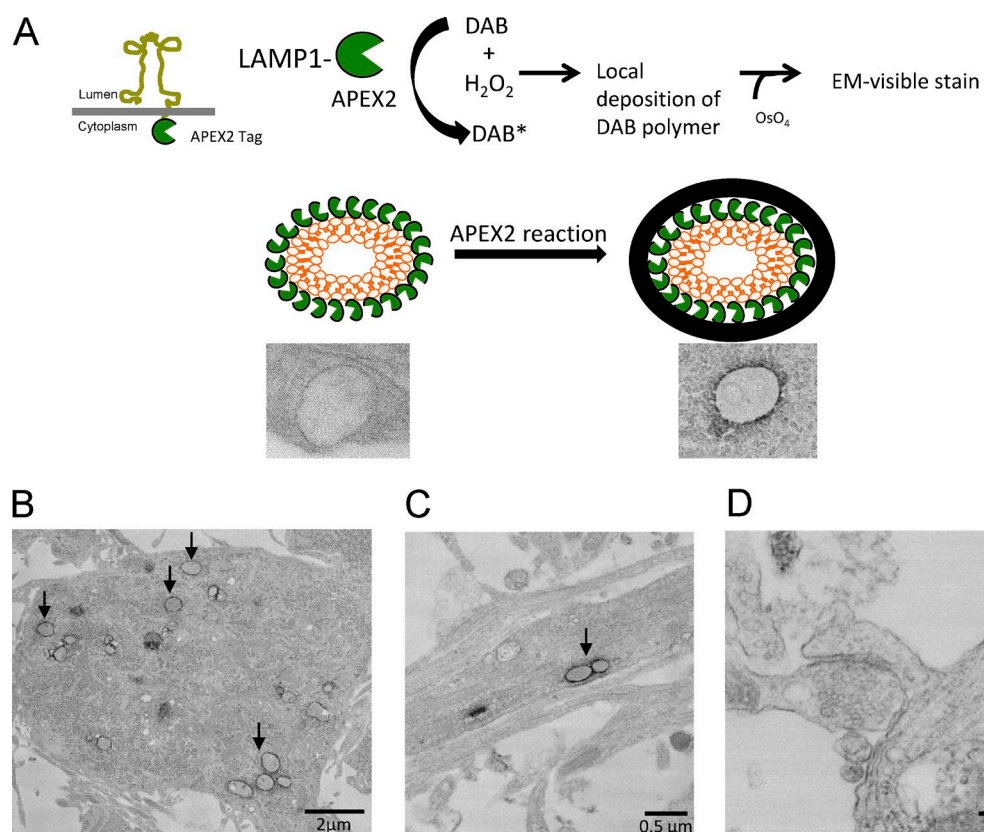 A
Lumen
Cytoplasm
APEX2 Tag
LAMP1-
APEX2
DAB
+
H₂O₂
DAB*
Local
deposition of
DAB polymer
OsO₄
EM-visible stain
APEX2 reaction
B
2µm
C
0.5 µm
D